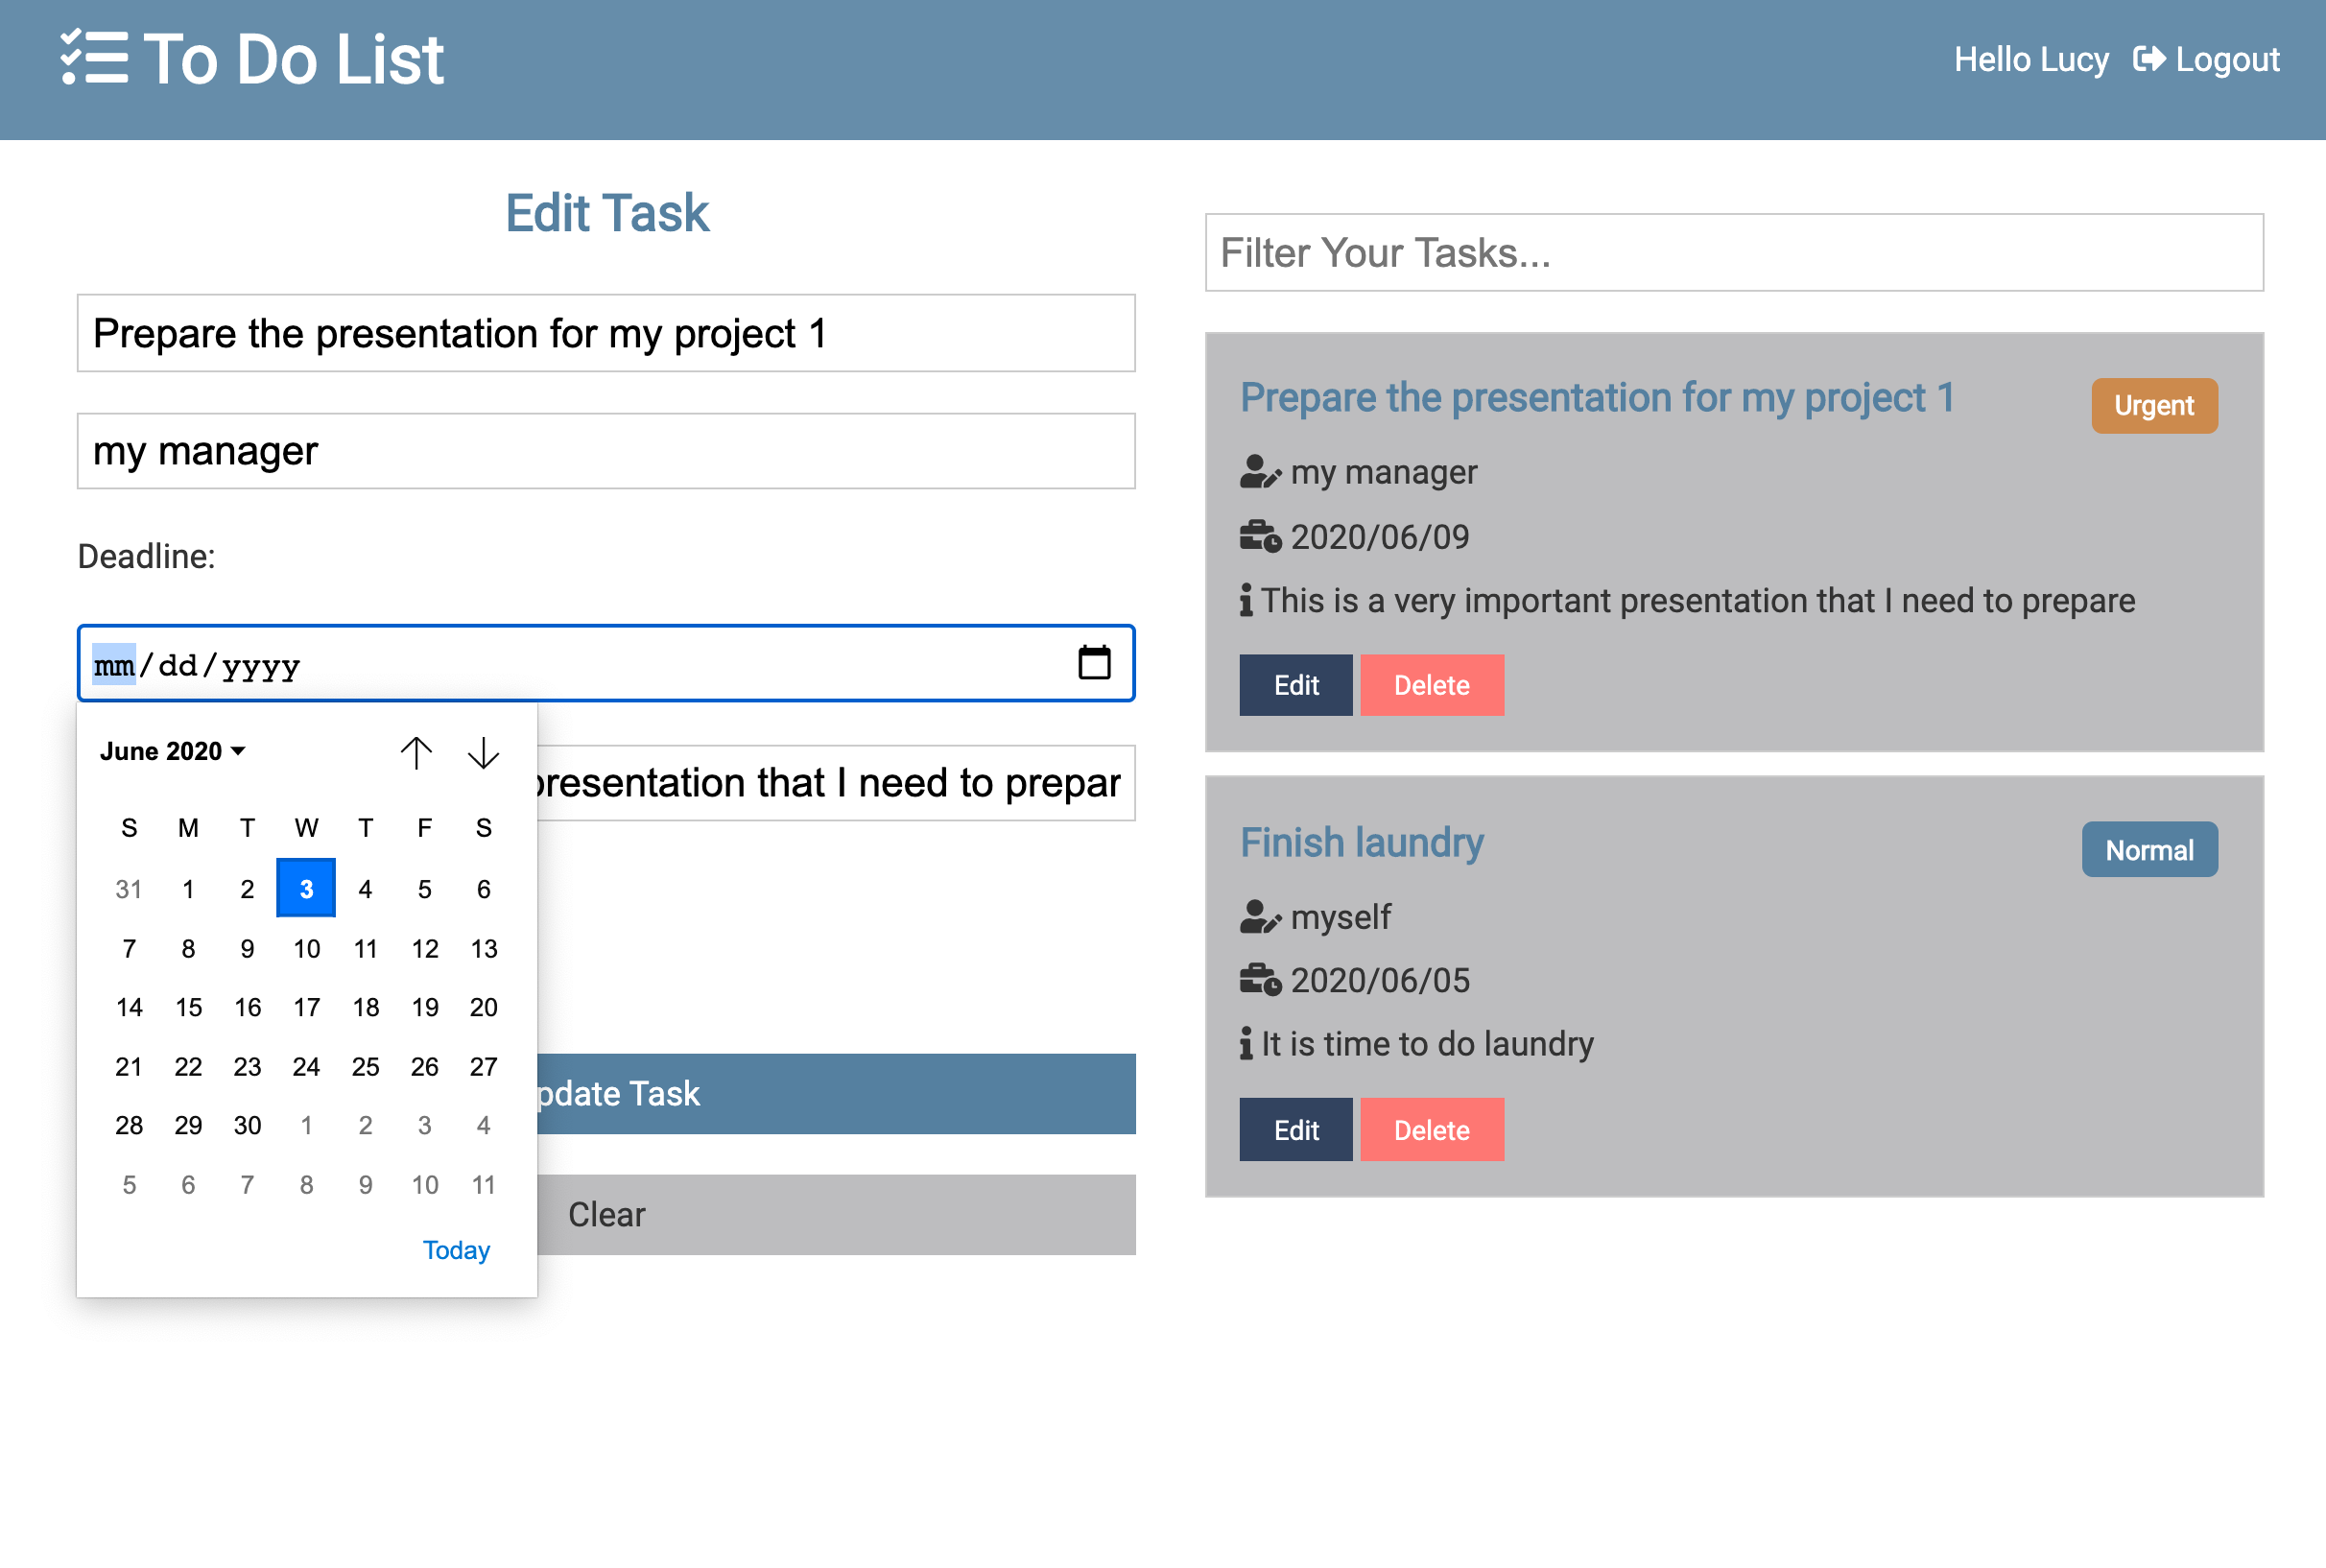 To Do List
Hello Lucy Logout
Edit Task
Prepare the presentation for my project 1
my manager
Deadline:
mm/dd/yyyy
June 2020
S M T W T F S
31 1 2 3 4 5 6
7 8 9 10 11 12 13
14 15 16 17 18 19 20
21 22 23 24 25 26 27
28 29 30 1 2 3 4
5 6 7 8 9 10 11
Today
presentation that I need to prepar
pdate Task
Clear
Filter Your Tasks...
Prepare the presentation for my project 1
Urgent
my manager
2020/06/09
This is a very important presentation that I need to prepare
Edit Delete
Finish laundry
Normal
myself
2020/06/05
It is time to do laundry
Edit Delete